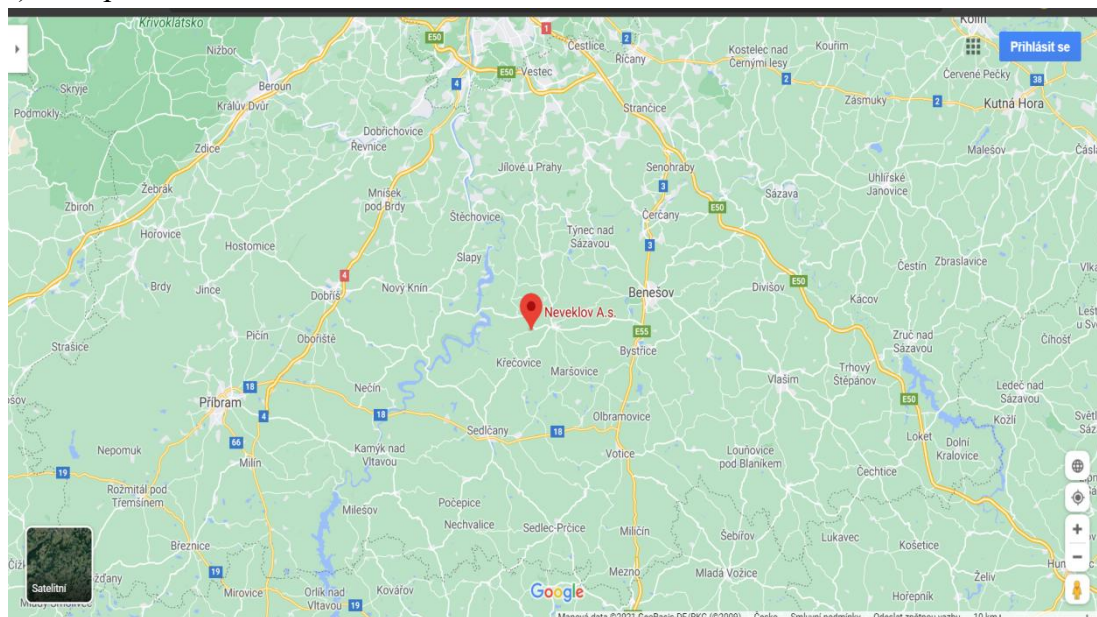 Křivoklátsko
Kolín
1
E50
Čestlice
2
Říčany
Kostelec nad
Černými lesy
Kouřim
Přihlásit se
Nižbor
Beroun
4
E50
Vestec
E50
2
Červené Pečky
38
Skryje
Podmokly
Králův Dvůr
Strančice
Zásmuky
2
Kutná Hora
Dobřichovice
Řevnice
Zdice
Jílové u Prahy
Senohraby
Malešov
Žebrák
Mníšek
pod Brdy
3
Sázava
Uhlířské
Janovice
Zbiroh
Štěchovice
Čerčany
E50
Hořovice
Hostomice
Týnec nad
Sázavou
3
Slapy
Čestín
Zbraslavice
4
Brdy
Jince
Dobříš
Nový Knín
Benešov
Divišov
E50
Kácov
Neveklov A.s.
Pičín
Obořiště
E55
Zruč nad
Sázavou
Čihošť
Strašice
Křečovice
Maršovice
Bystřice
Trhový
Štěpánov
Vlašim
18
Nečín
Ledeč nad
Sázavou
Příbram
4
18
Olbramovice
E50
Kožlí
66
Sedlčany
18
Nepomuk
Milín
Kamýk nad
Vltavou
Votice
Louňovice
pod Blaníkem
Loket
Dolní
Kralovice
19
Čechtice
Rožmitál pod
Třemšínem
Milešov
Počepice
Nechvalice
Sedlec-Prčice
Miličín
Šebířov
Lukavec
Košetice
Březnice
19
Mezno
Mladá Vožice
Želiv
Satelitní
Mirovice
Orlík nad
Vltavou
19
Kovářov
Google
Hořepník